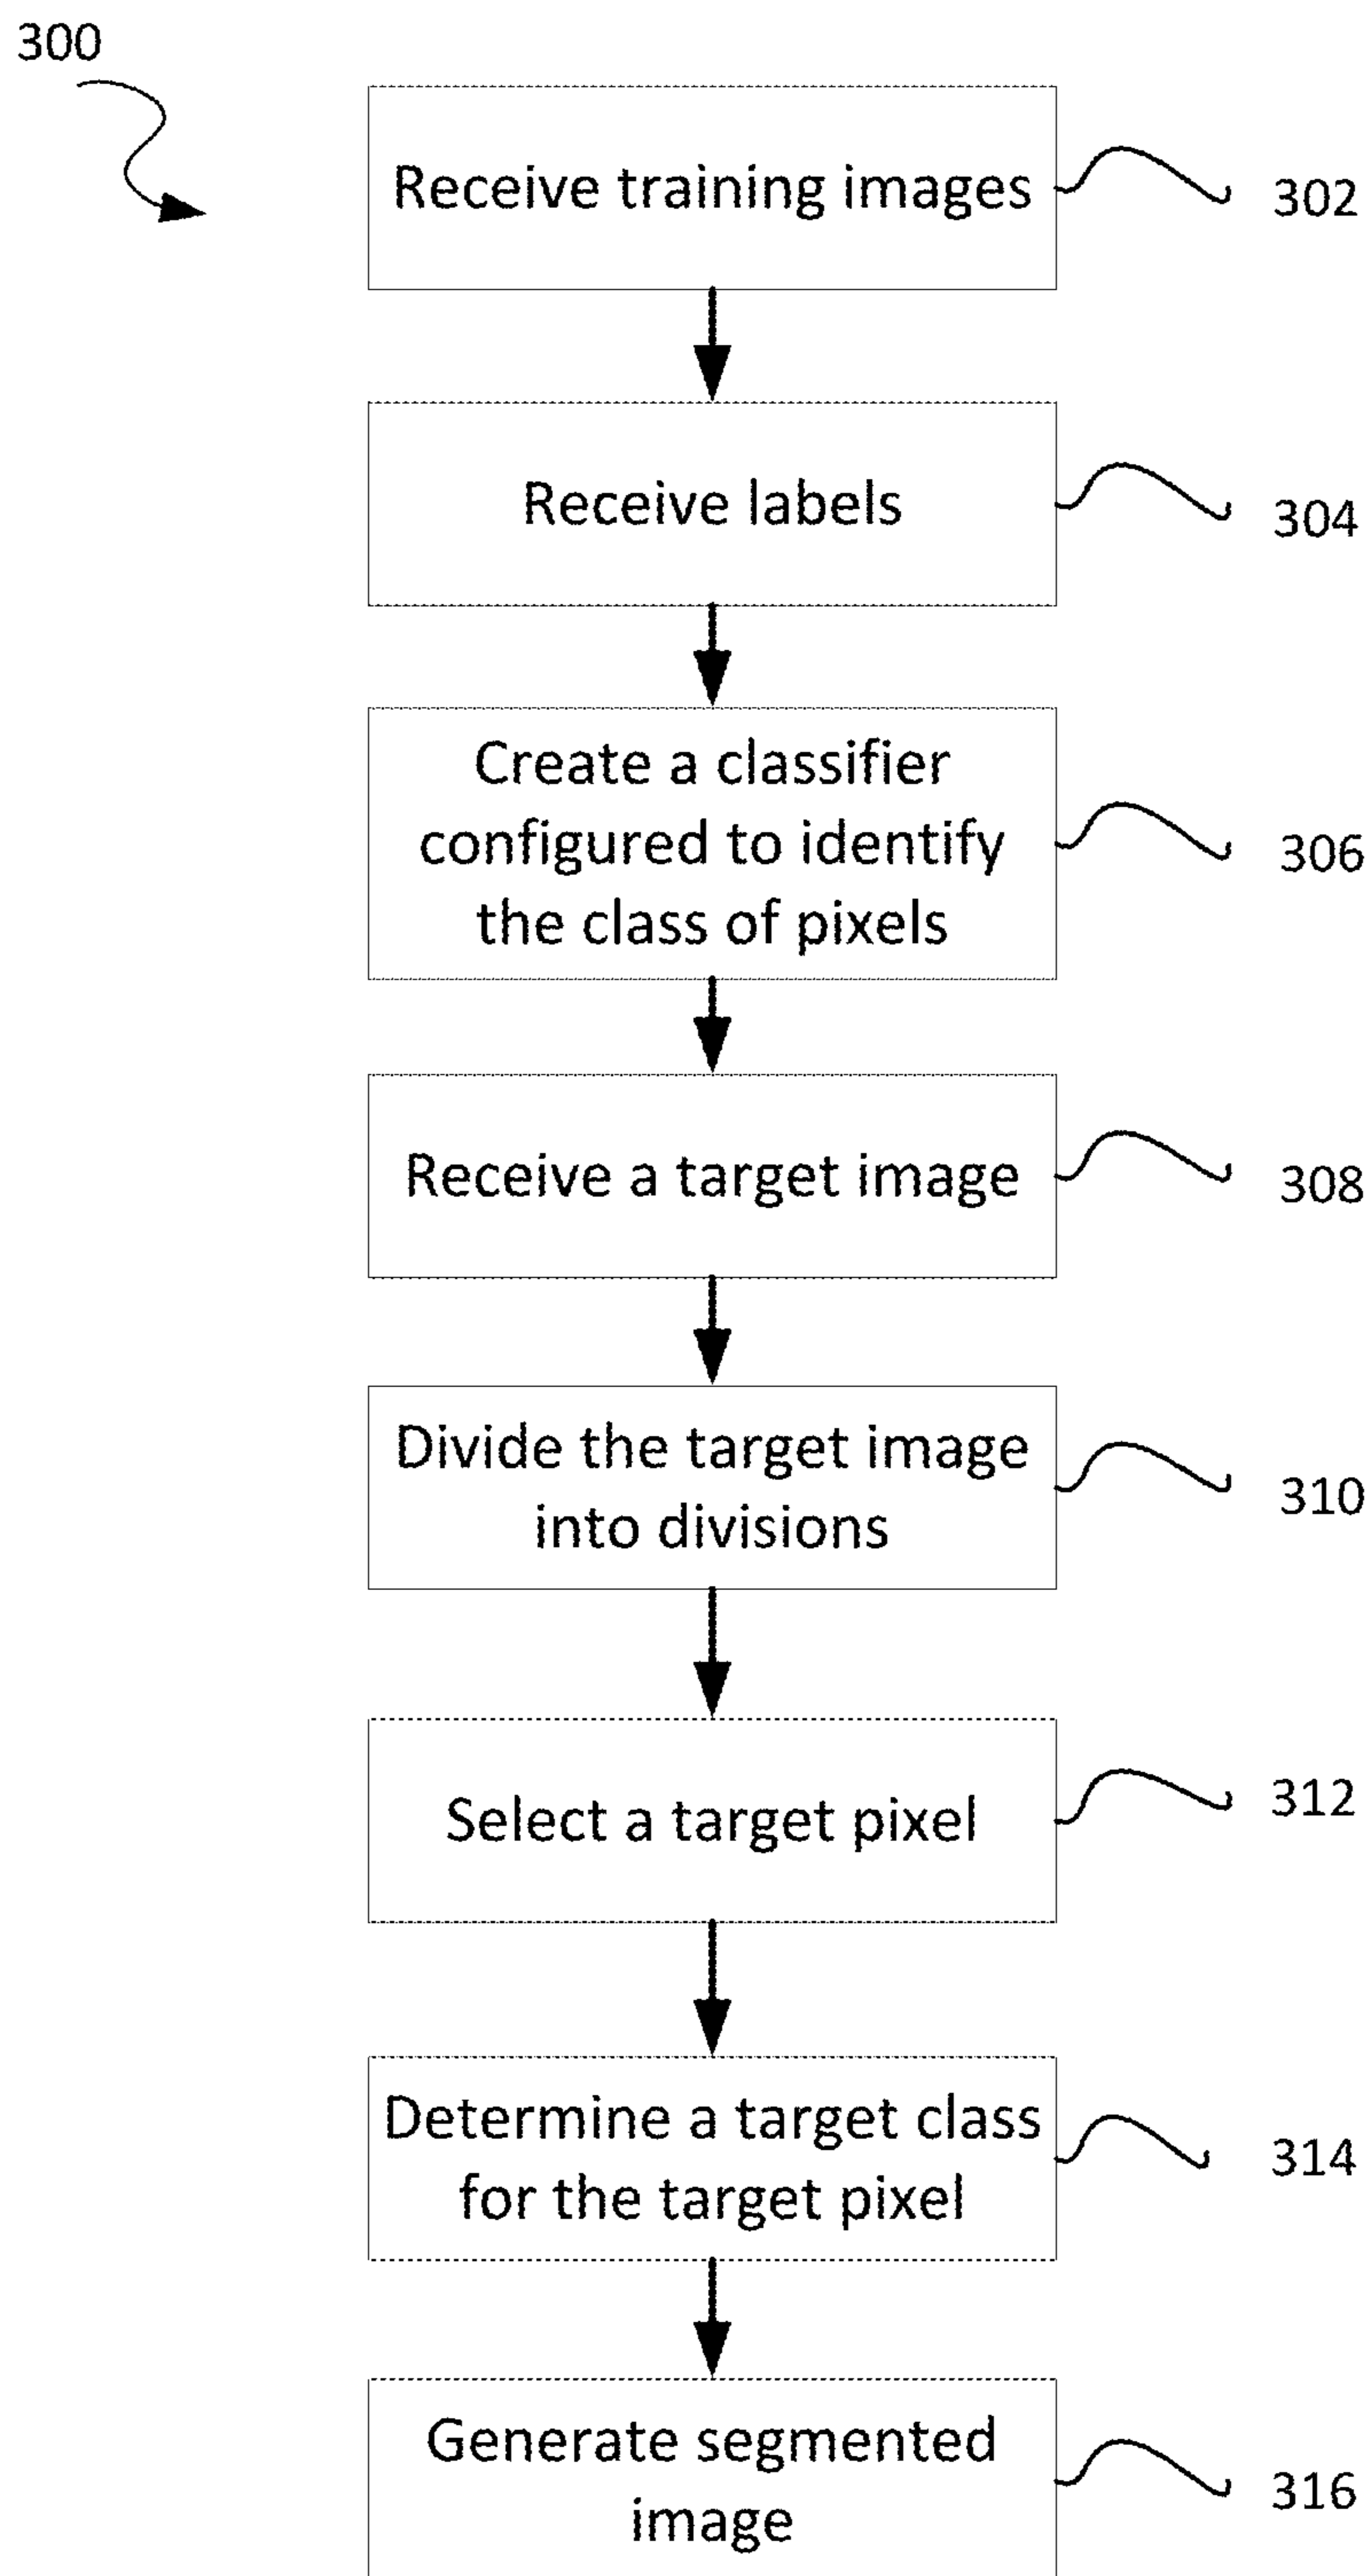 300
Receive training images
302
Receive labels
304
Create a classifier
configured to identify
the class of pixels
306
Receive a target image
308
Divide the target image
into divisions
310
Select a target pixel
312
Determine a target class
for the target pixel
314
Generate segmented
image
316